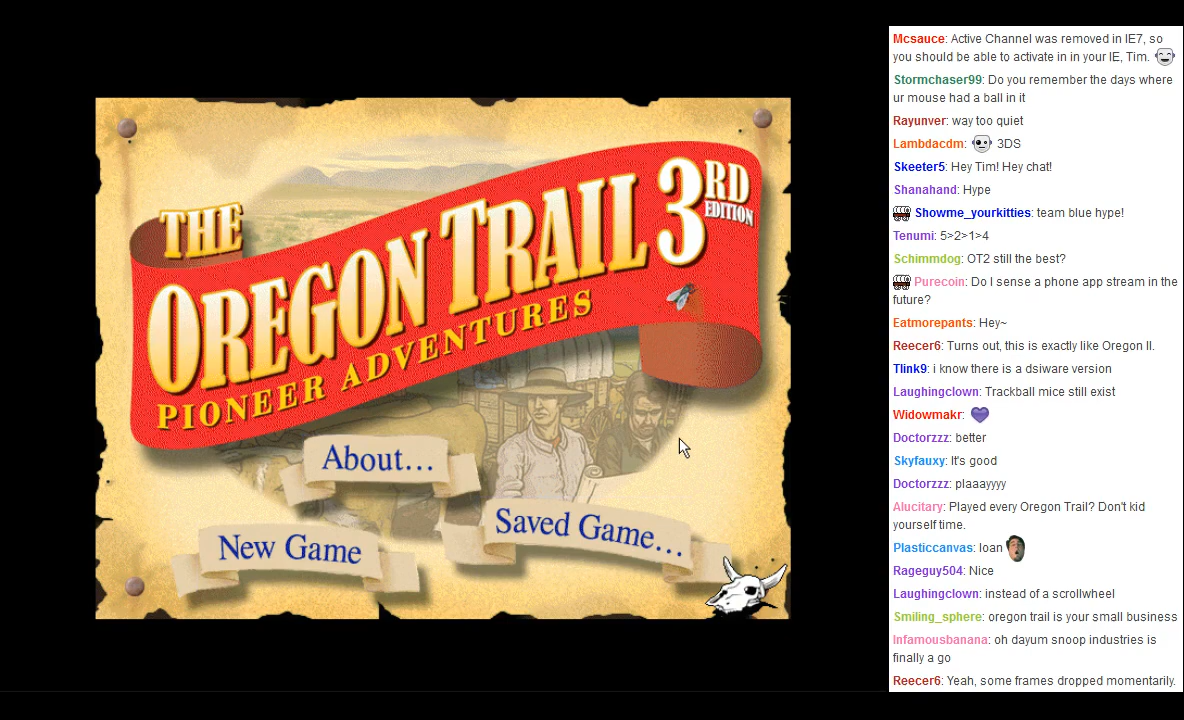 THE
OREGON TRAIL 3RD
EDITION
PIONEER ADVENTURES
About...
Saved Game...
New Game
Mcsauce: Active Channel was removed in IE7, so
you should be able to activate in in your IE, Tim.
Stormchaser99: Do you remember the days where
ur mouse had a ball in it
Rayunver: way too quiet
Lambdacdm: 3DS
Skeeter5: Hey Tim! Hey chat!
Shanahand: Hype
Showme_yourkitties: team blue hype!
Tenumi: 5>2>1>4
Schimmdog: OT2 still the best?
Purecoin: Do I sense a phone app stream in the
future?
Eatmorepants: Hey~
Reecer6: Turns out, this is exactly like Oregon II.
Tlink9: i know there is a dsiware version
Laughingclown: Trackball mice still exist
Widowmakr:
Doctorzzz: better
Skyfauxy: It's good
Doctorzzz: plaaayyyy
Alucitary: Played every Oregon Trail? Don't kid
yourself time.
Plasticcanvas: loan
Rageguy504: Nice
Laughingclown: instead of a scrollwheel
Smiling_sphere: oregon trail is your small business
Infamousbanana: oh dayum snoop industries is
finally a go
Reecer6: Yeah, some frames dropped momentarily.